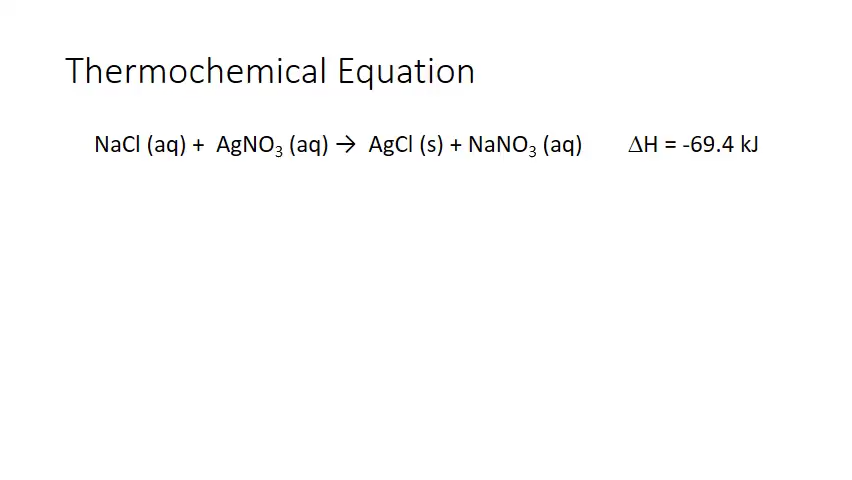 Thermochemical Equation
NaCl (aq) + AgNO₃ (aq) → AgCl (s) + NaNO₃ (aq) ΔH = -69.4 kJ